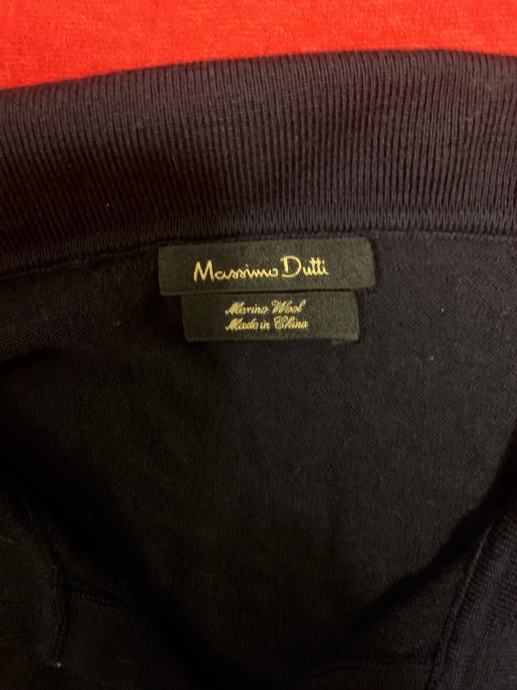 Massimo Dutti
Merino Wool
Made in China